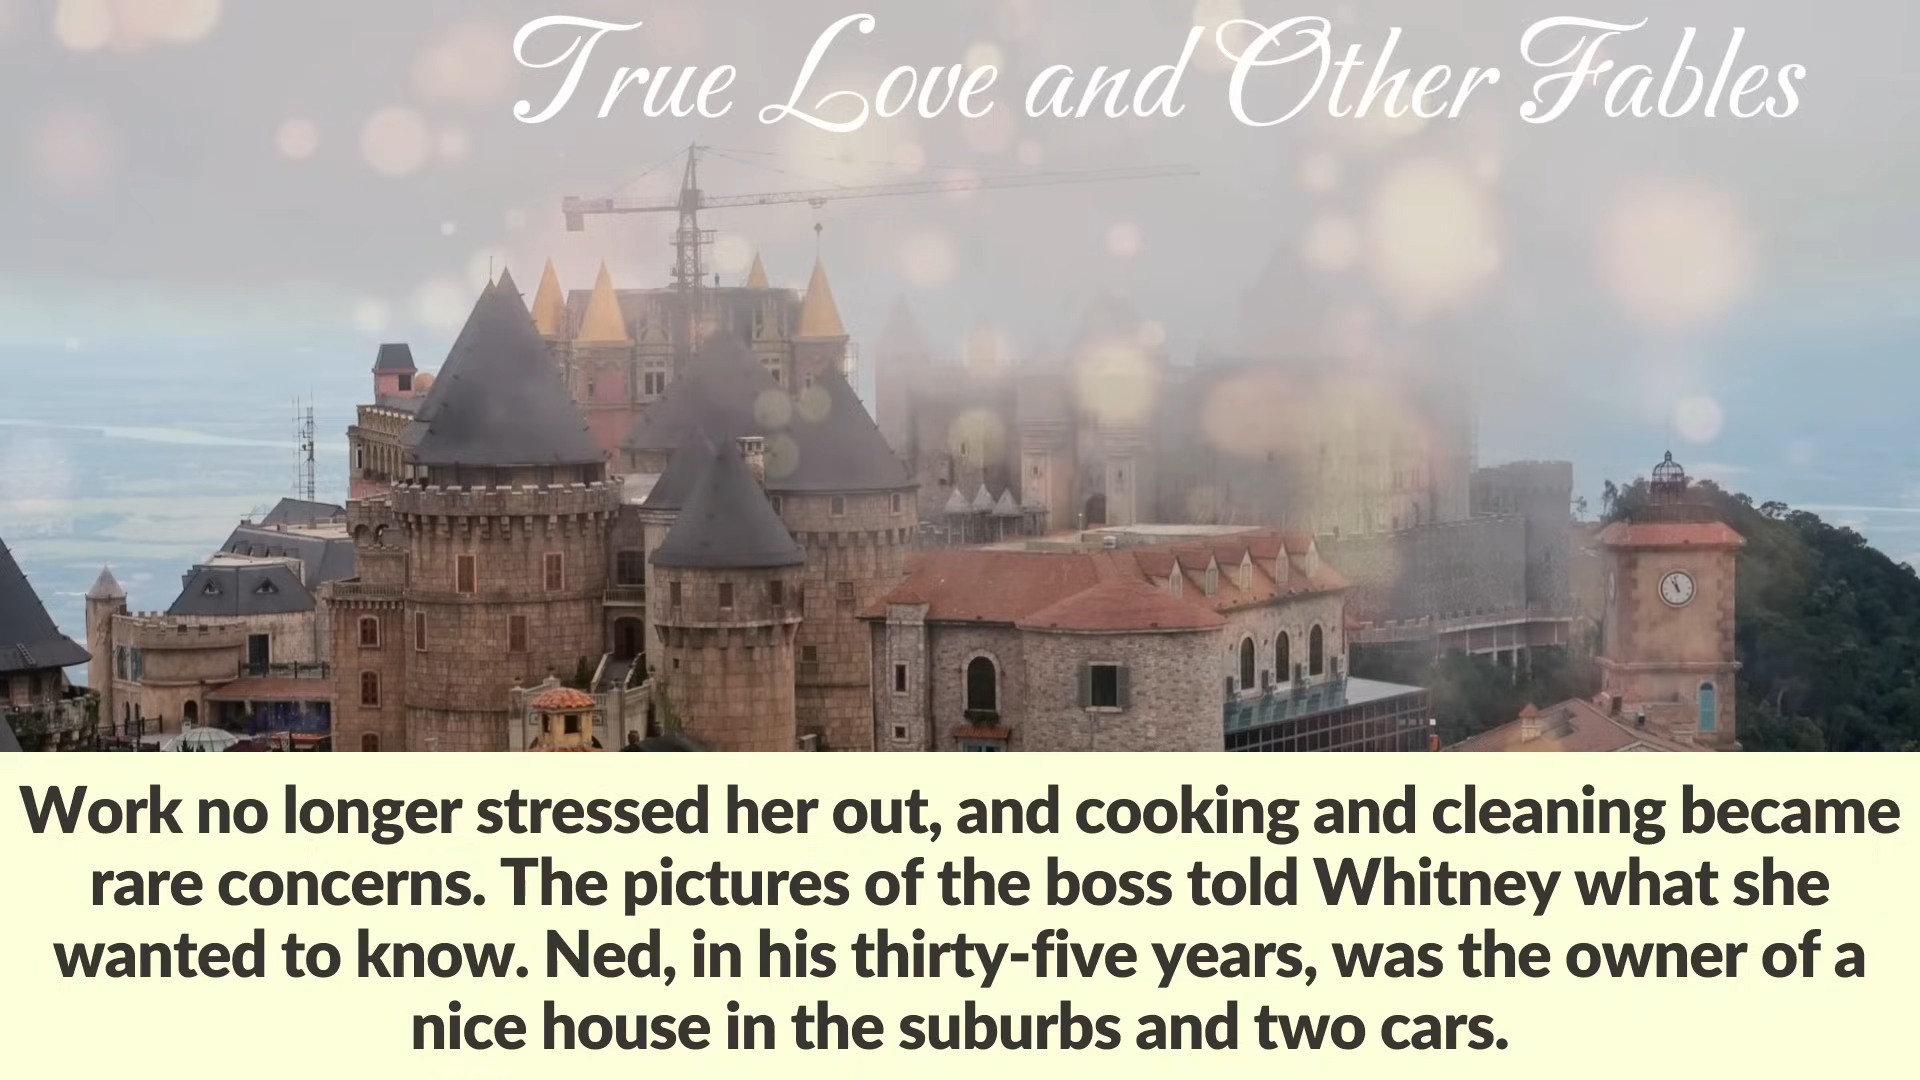 True Love and Other Fables
Work no longer stressed her out, and cooking and cleaning became
rare concerns. The pictures of the boss told Whitney what she
wanted to know. Ned, in his thirty-five years, was the owner of a
nice house in the suburbs and two cars.